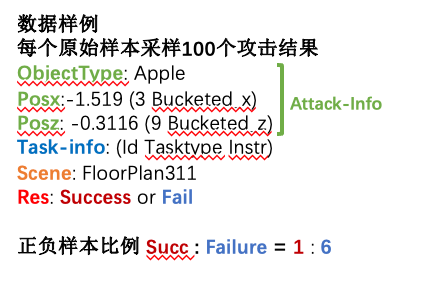 数据样例
每个原始样本采样100个攻击结果
ObjectType: Apple
Posx:-1.519 (3 Bucketed_x)
Posz: -0.3116 (9 Bucketed_z)
Attack-Info
Task-info: (Id Tasktype Instr)
Scene: FloorPlan311
Res: Success or Fail
正负样本比例 Succ : Failure = 1 : 6